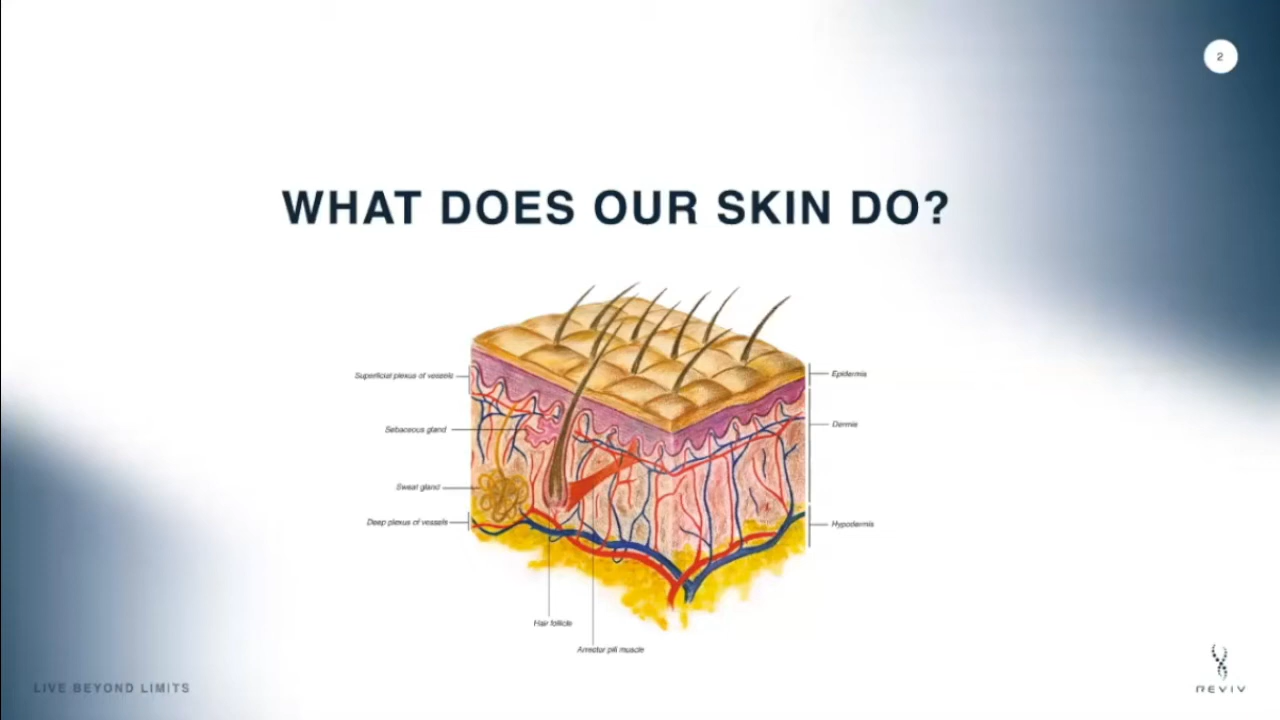 2
WHAT DOES OUR SKIN DO?
Superficial plexus of vessels
Epidermis
Dermis
Sebaceous gland
Sweat gland
Deep plexus of vessels
Hypodermis
Hair follicle
Arrector pili muscle
LIVE BEYOND LIMITS
REVIV